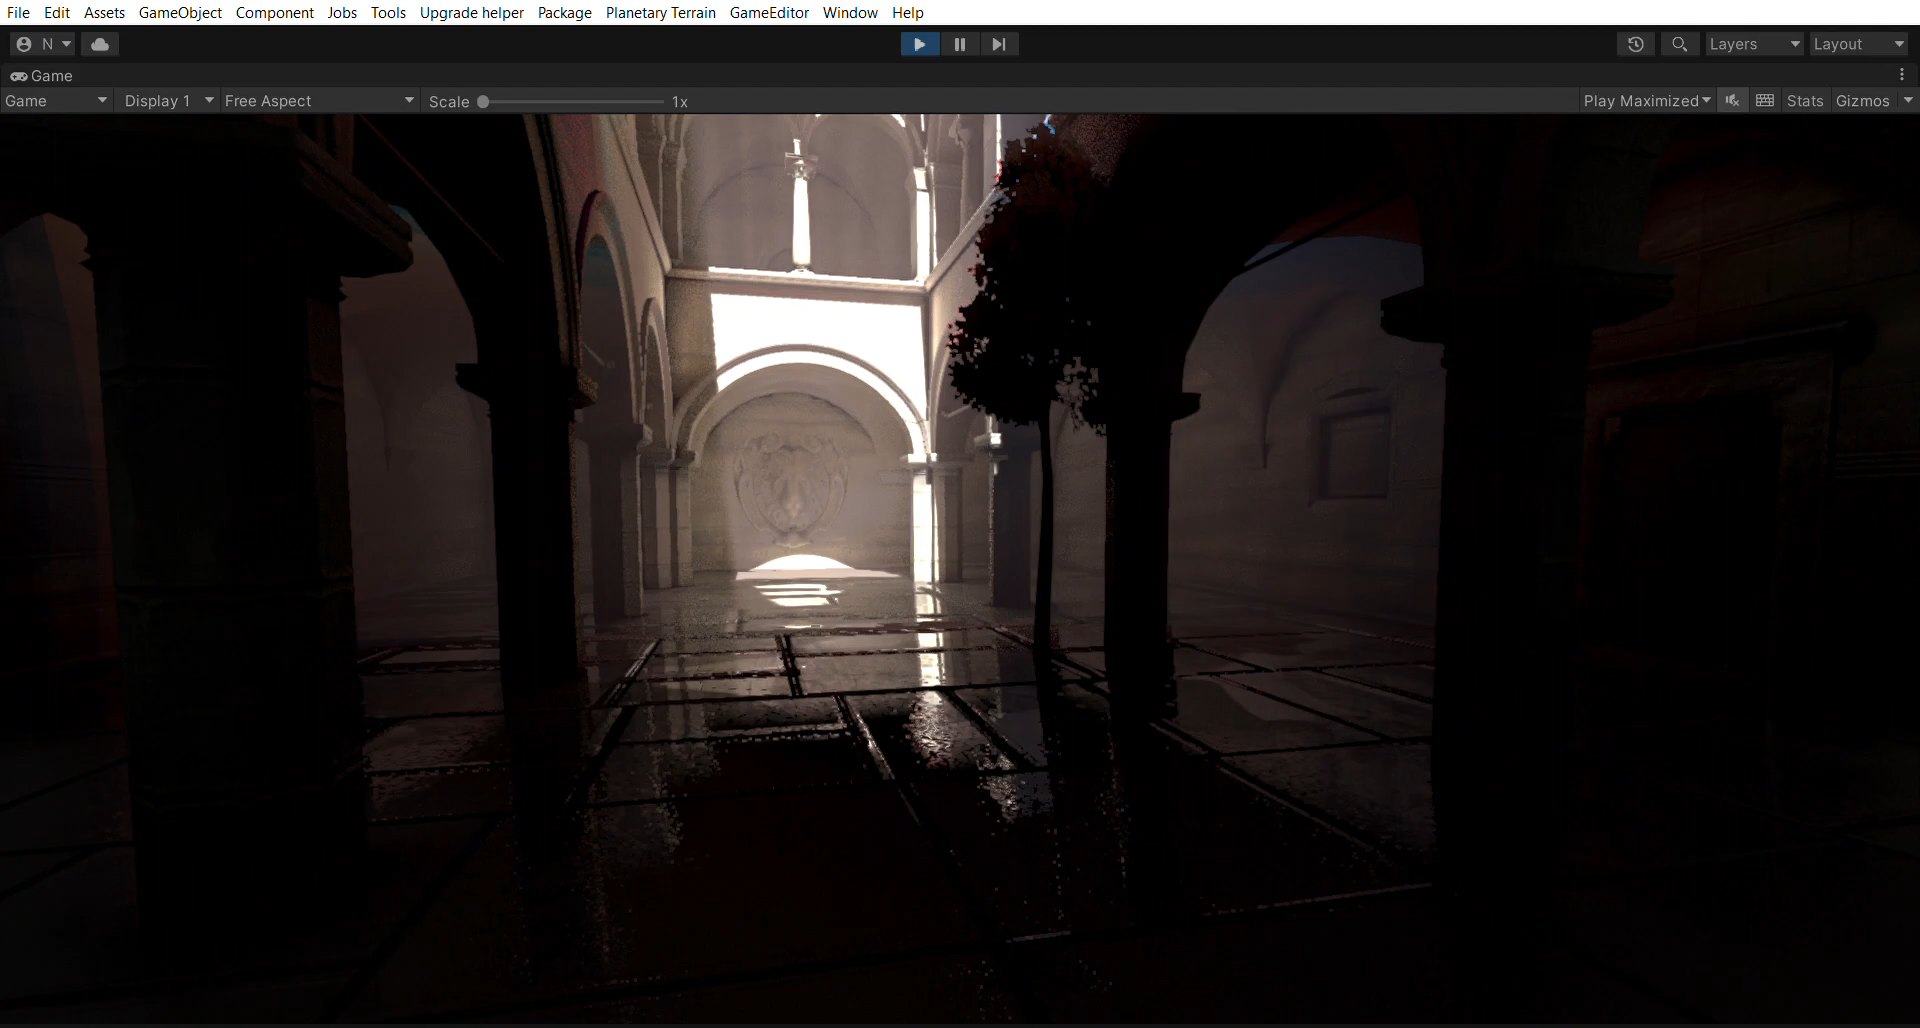 File Edit Assets GameObject Component Jobs Tools Upgrade helper Package Planetary Terrain GameEditor Window Help
N Layers Layout
Game
Game Display 1 Free Aspect Scale 1x Play Maximized Stats Gizmos